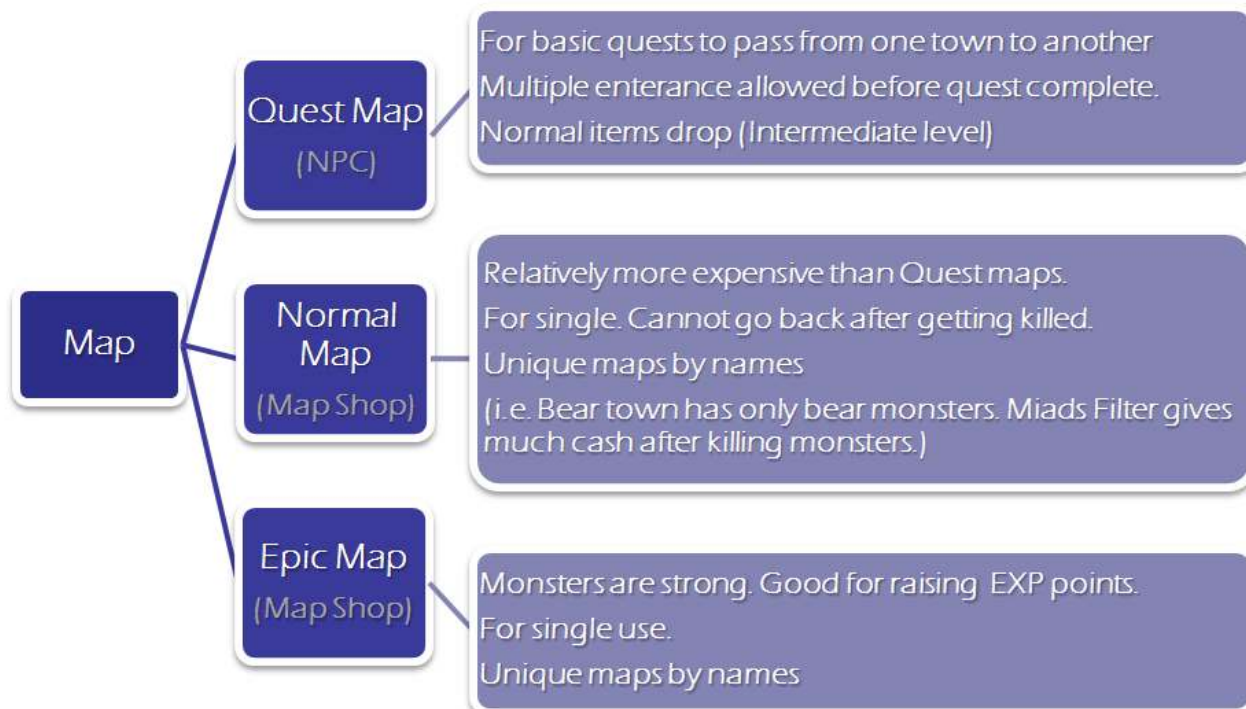 Map
Quest Map
(NPC)
For basic quests to pass from one town to another
Multiple enterance allowed before quest complete.
Normal items drop (Intermediate level)
Normal
Map
(Map Shop)
Relatively more expensive than Quest maps.
For single. Cannot go back after getting killed.
Unique maps by names
(i.e. Bear town has only bear monsters. Miads Filter gives
much cash after killing monsters.)
Epic Map
(Map Shop)
Monsters are strong. Good for raising EXP points.
For single use.
Unique maps by names